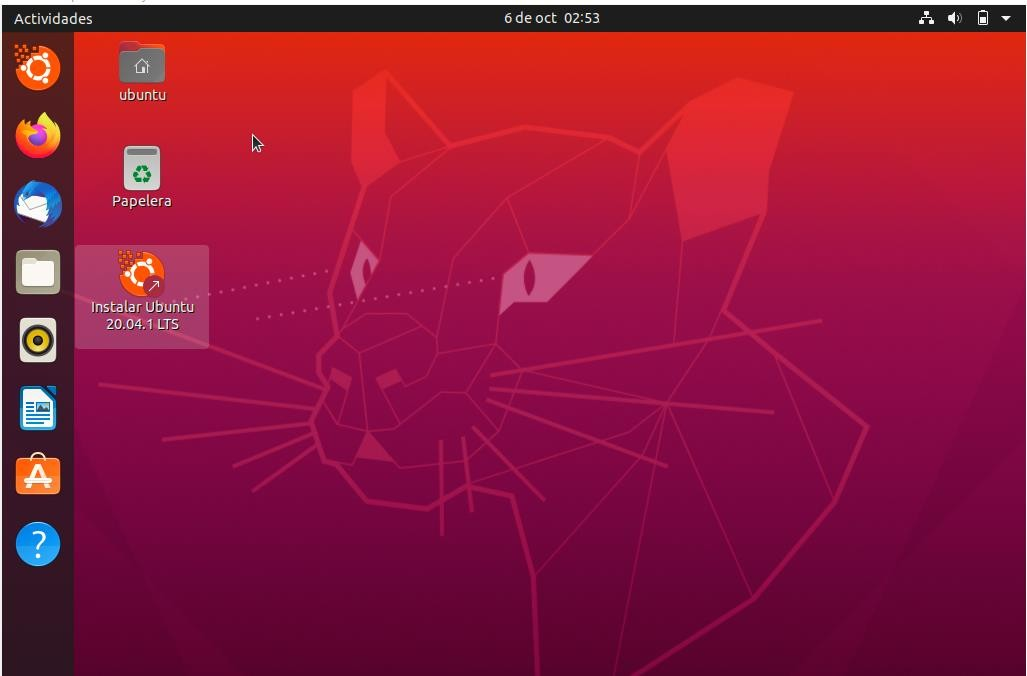 Actividades
6 de oct 02:53
ubuntu
Papelera
Instalar Ubuntu
20.04.1 LTS